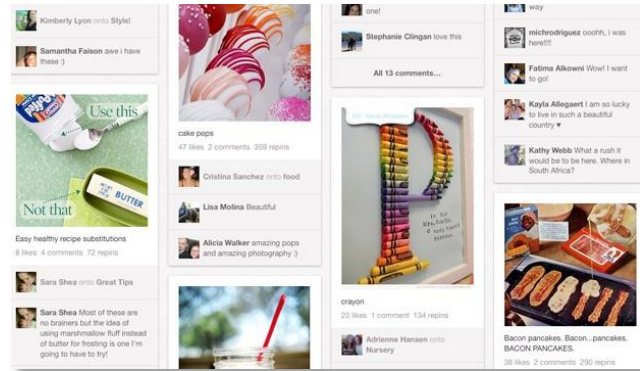 Kimberly Lyon onto Style!
Samantha Faison awe i have
these :)
Use this
Not that
BUTTER
Easy healthy recipe substitutions
8 likes 4 comments 72 repins
Sara Shea onto Great Tips
Sara Shea Most of these are
no brainers but the idea of
using marshmallow fluff instead
of butter for frosting is one I'm
going to have to try!
cake pops
47 likes 2 comments 359 repins
Cristina Sanchez onto food
Lisa Molina Beautiful
Alicia Walker amazing pops
and amazing photography :)
one!
Stephanie Clingan love this
All 13 comments...
crayon
23 likes 1 comment 134 repins
Adrienne Hansen onto
Nursery
way
michrodriguez ooohh, i was
here!!!!
Fatima Alkowni Wow! I want
to go!
Kayla Allegaert I am so lucky
to live in such a beautiful
country ♥
Kathy Webb What a rush it
would be to be here. Where in
South Africa?
Bacon pancakes. Bacon...pancakes.
BACON PANCAKES.
38 likes 2 comments 290 repins